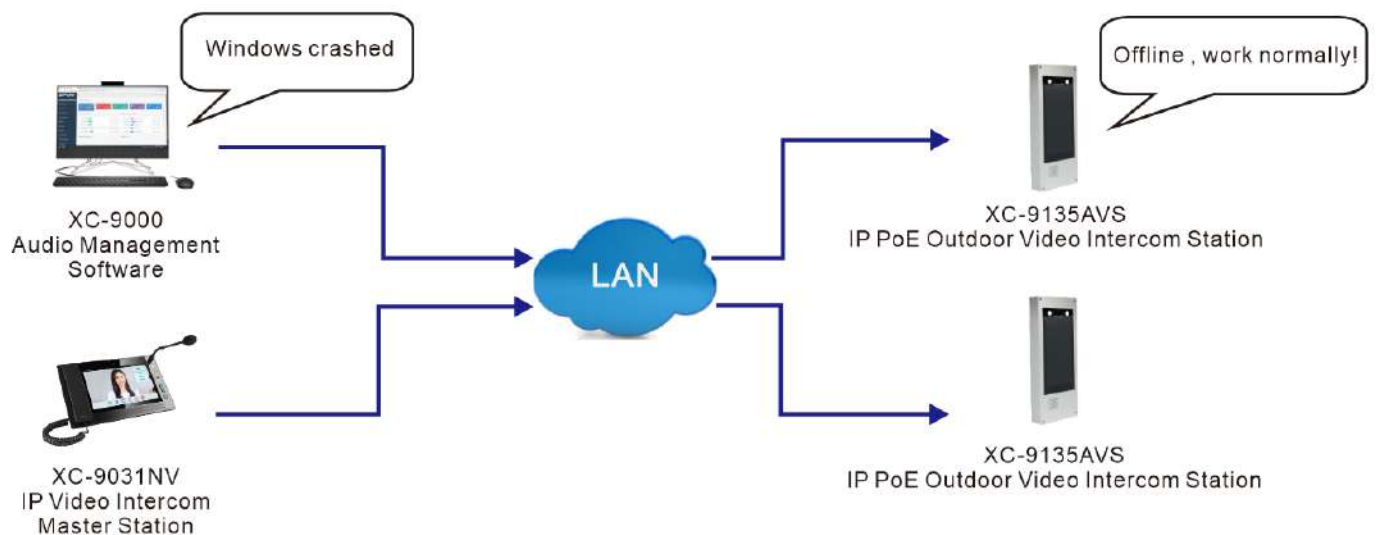 Windows crashed
Offline , work normally!
XC-9000
Audio Management
Software
LAN
XC-9135AVS
IP PoE Outdoor Video Intercom Station
XC-9031NV
IP Video Intercom
Master Station
XC-9135AVS
IP PoE Outdoor Video Intercom Station